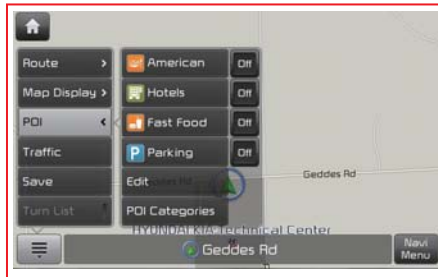 Route > American Off
Map Display > Hotels Off
POI < Fast Food Off
Traffic P Parking Off
Save Edit
Geddes Rd
Turn List POI Categories
HYUNDAI KIA Technical Center
Geddes Rd
Navi
Menu